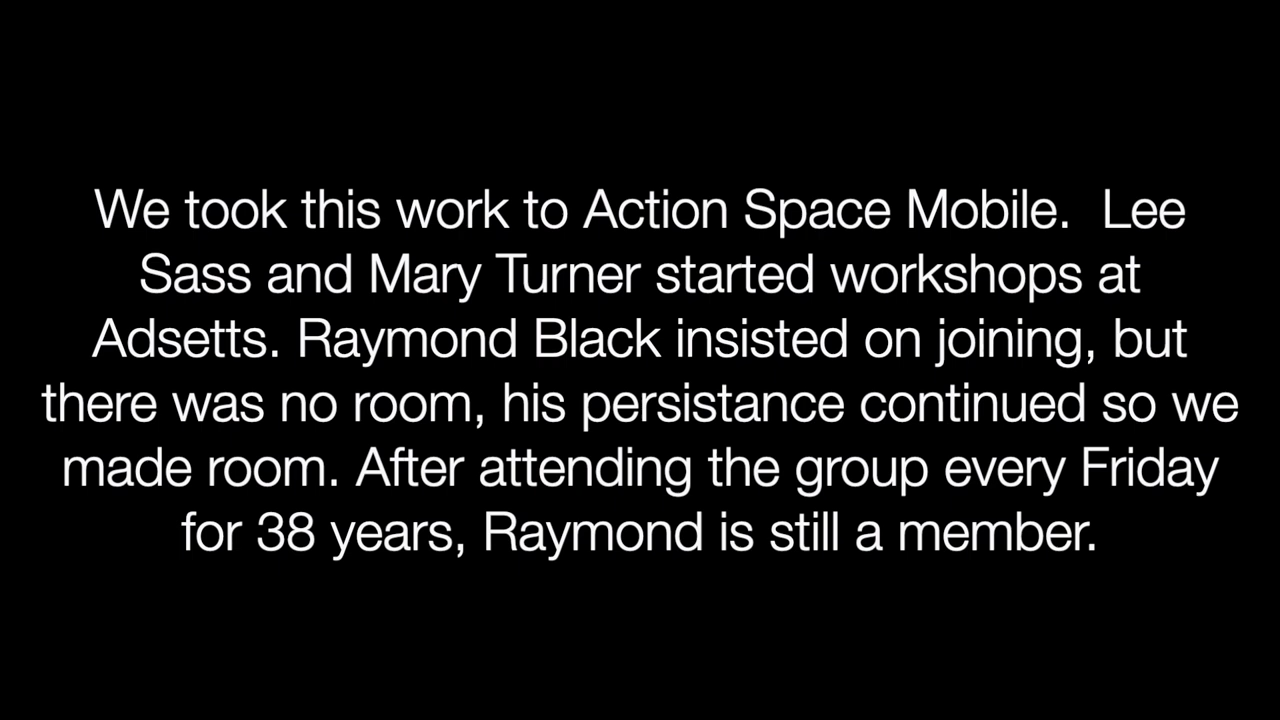 We took this work to Action Space Mobile.  Lee
Sass and Mary Turner started workshops at
Adsetts. Raymond Black insisted on joining, but
there was no room, his persistance continued so we
made room. After attending the group every Friday
for 38 years, Raymond is still a member.